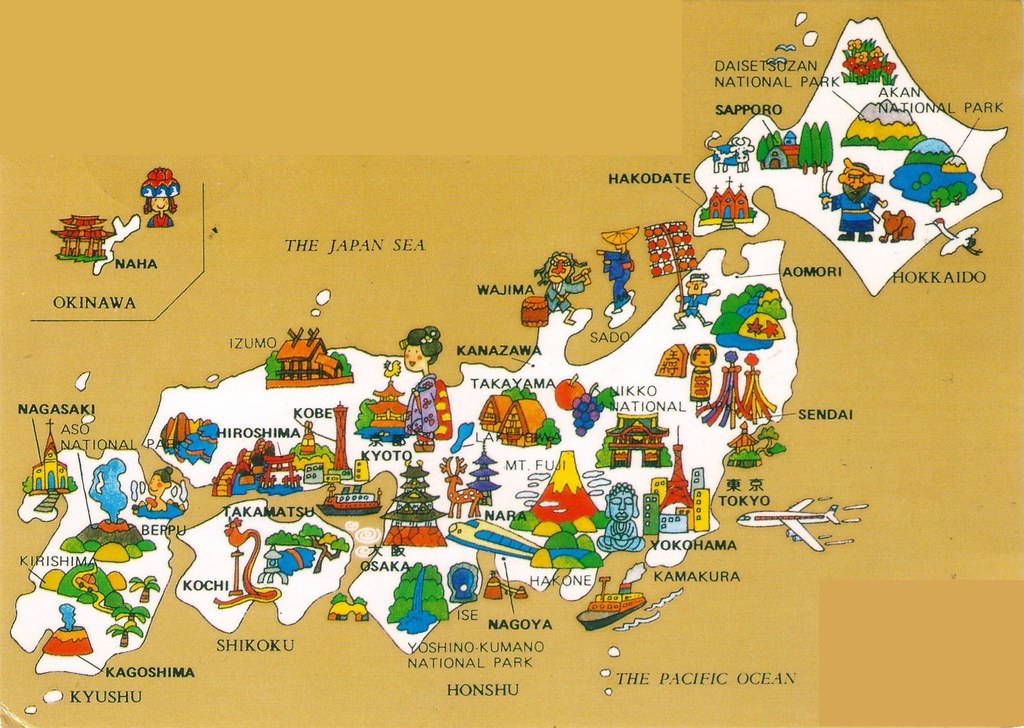 DAISETSUZAN
NATIONAL PARK
AKAN
NATIONAL PARK
SAPPORO
HAKODATE
HOKKAIDO
THE JAPAN SEA
NAHA
OKINAWA
AOMORI
WAJIMA
SADO
IZUMO
KANAZAWA
TAKAYAMA
NIKKO
NATIONAL
王将
SENDAI
NAGASAKI
ASO
NATIONAL PARK
HIROSHIMA
KOBE
京都
KYOTO
LAKE BIWA
MT. FUJI
東京
TOKYO
BEPPU
TAKAMATSU
NARA
大阪
OSAKA
YOKOHAMA
KIRISHIMA
KOCHI
HAKONE
KAMAKURA
ISE
NAGOYA
SHIKOKU
YOSHINO-KUMANO
NATIONAL PARK
KAGOSHIMA
KYUSHU
HONSHU
THE PACIFIC OCEAN